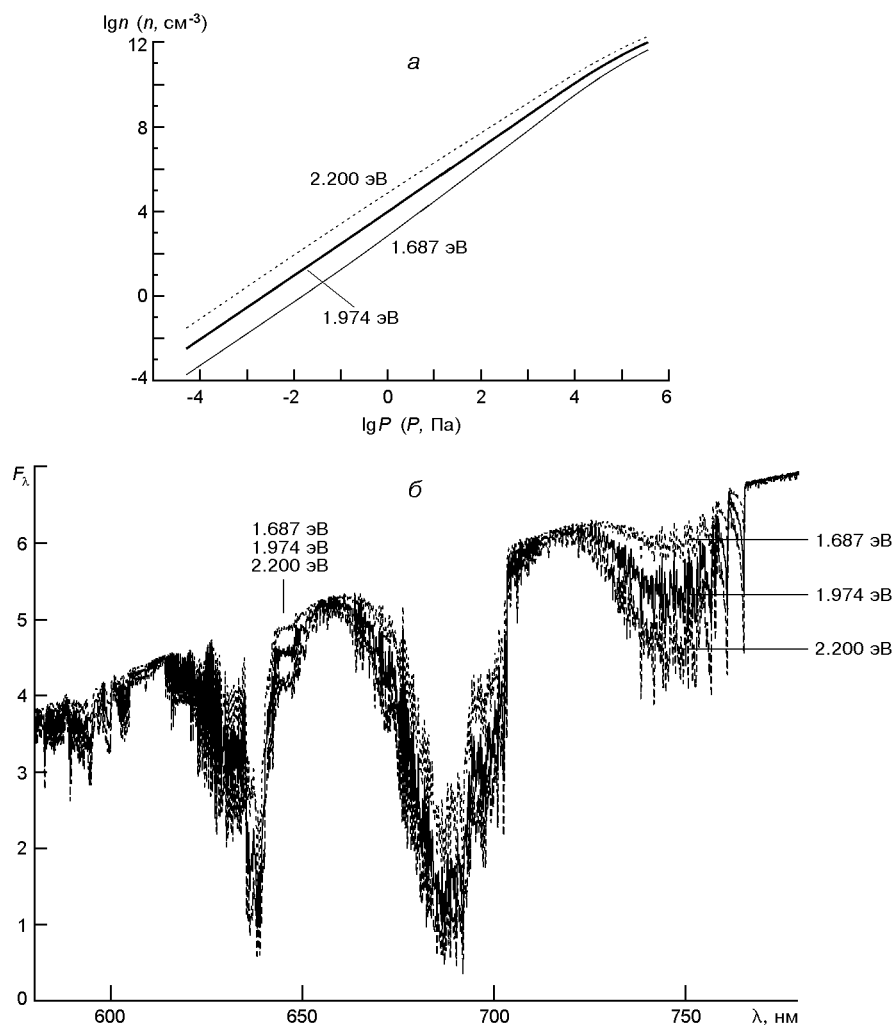 lgn (n, см⁻³)
12
a
8
2.200 эВ
4
1.687 эВ
0
1.974 эВ
-4
-4 -2 0 2 4 6
lgP (P, Па)
Fλ
б
1.687 эВ
1.974 эВ
2.200 эВ
6
1.687 эВ
1.974 эВ
5
2.200 эВ
4
3
2
1
0
600 650 700 750 λ, нм